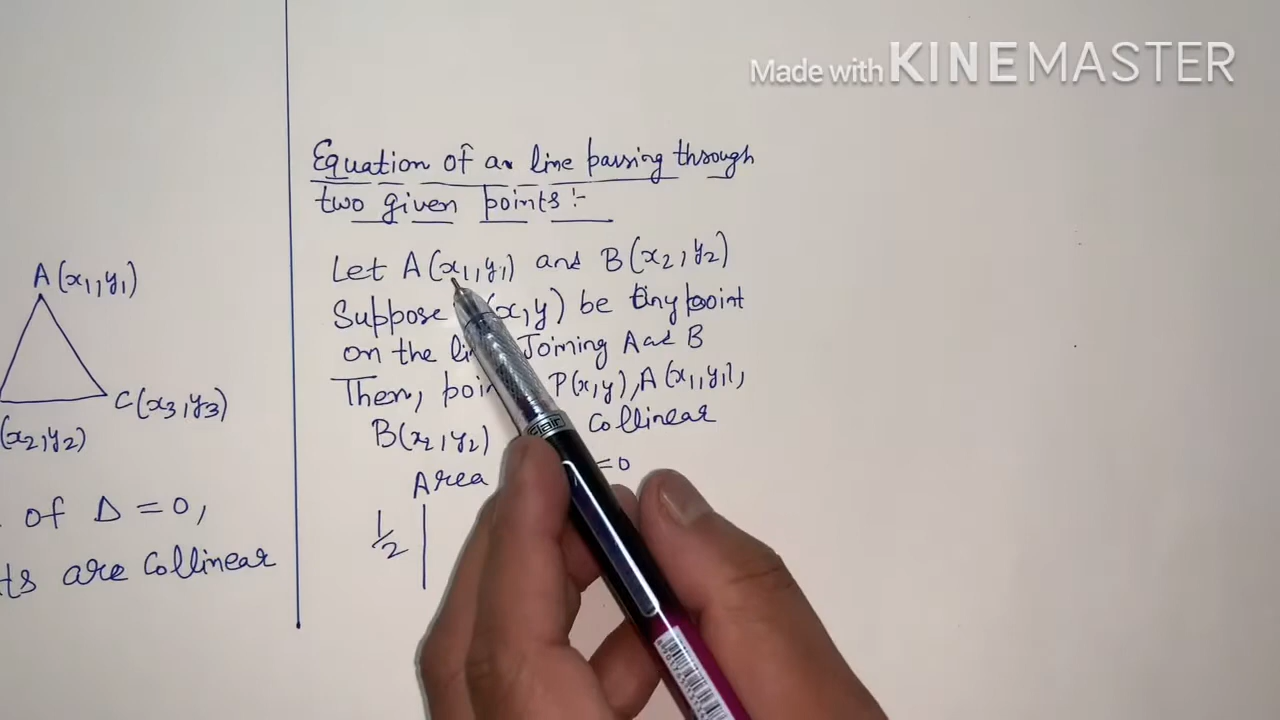 Made with KINEMASTER
A(x₁,y₁)
C(x₃,y₃)
(x₂,y₂)
of Δ=0,
are Collinear
Equation of an line passing through
two given points :-
Let A(x₁,y₁) and B(x₂,y₂)
Suppose (x,y) be point
on the Joining A and B
Then, P(x,y), A(x₁,y₁),
B(x₂,y₂) Collinear
Area =0
1/2 |